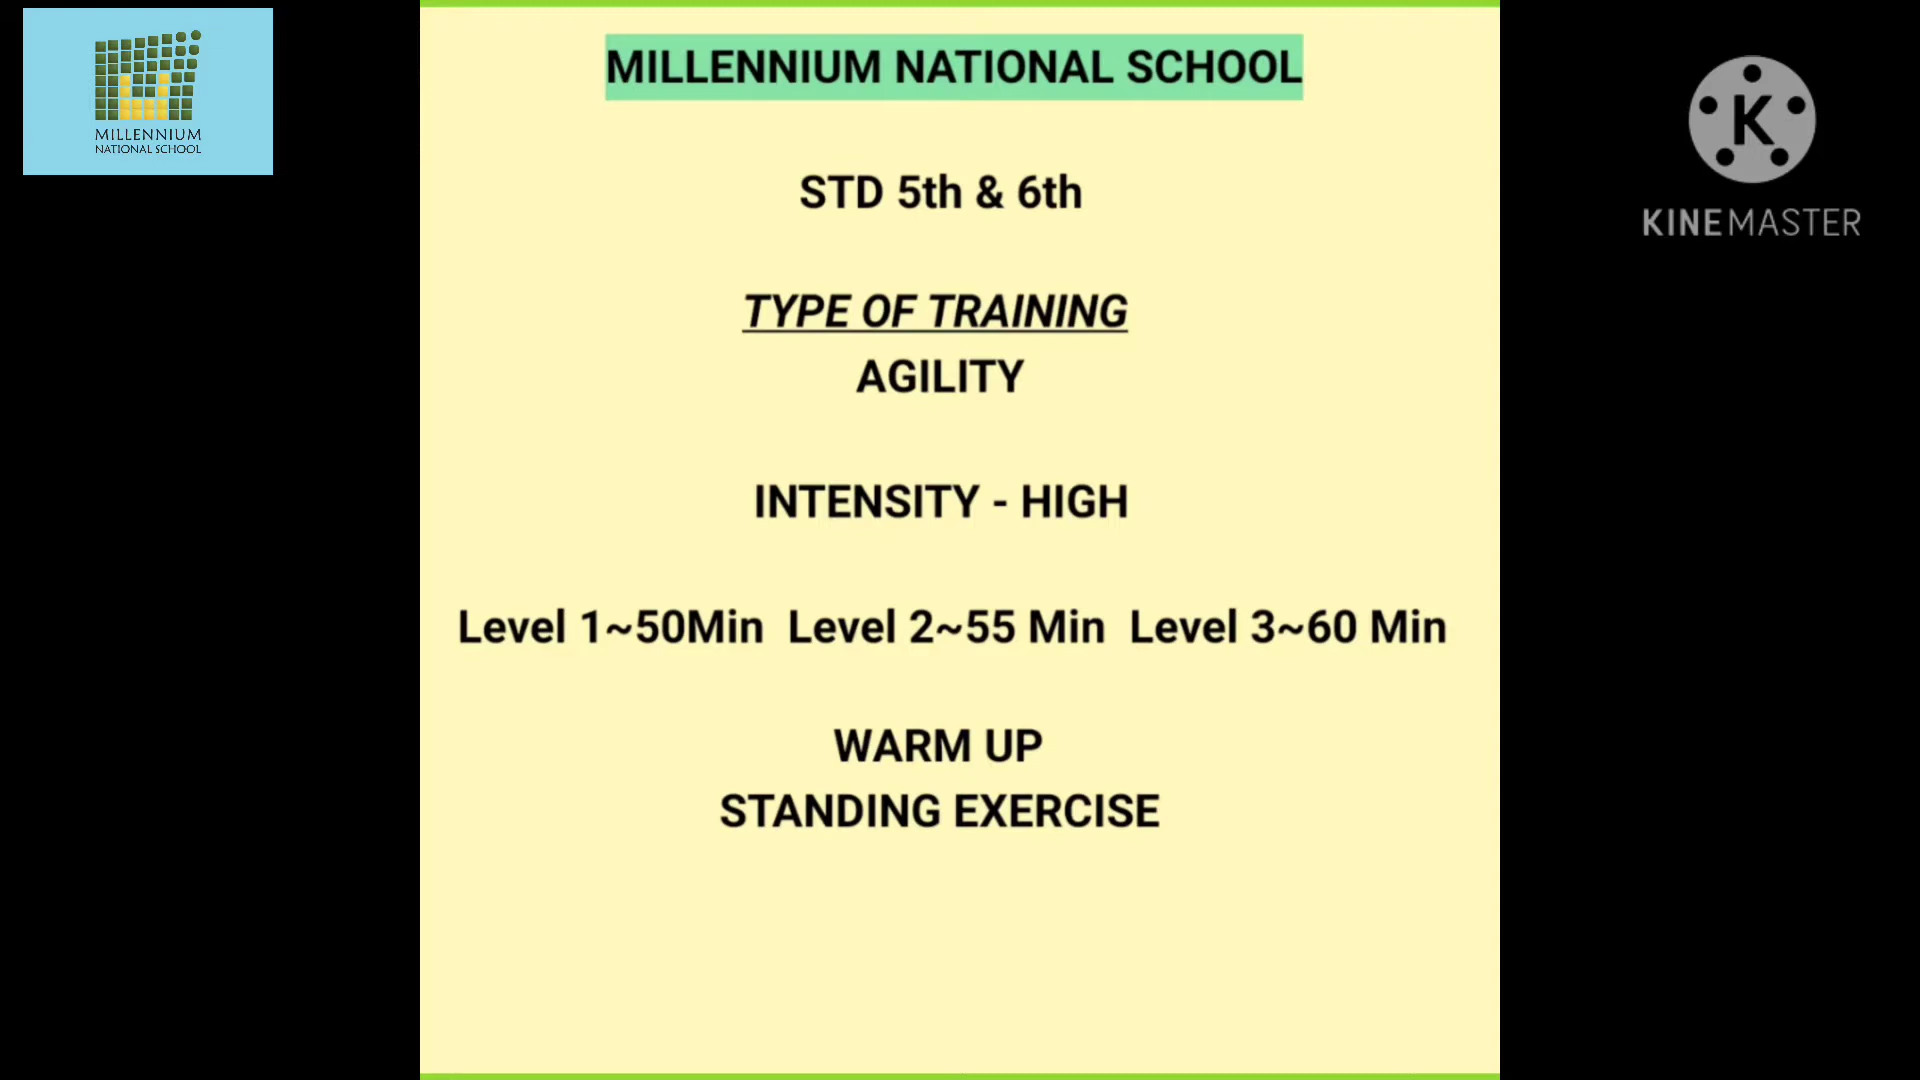 MILLENNIUM
NATIONAL SCHOOL
MILLENNIUM NATIONAL SCHOOL
STD 5th & 6th
TYPE OF TRAINING
AGILITY
INTENSITY - HIGH
Level 1~50Min Level 2~55 Min Level 3~60 Min
WARM UP
STANDING EXERCISE
K
KINEMASTER